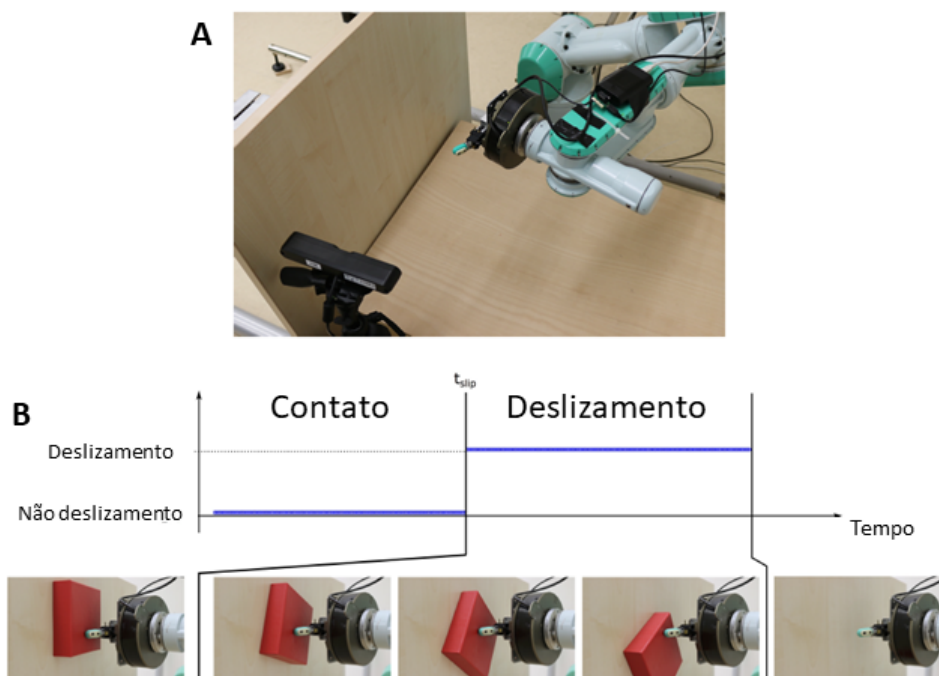 A
t_slip
B
Contato
Deslizamento
Deslizamento
Não deslizamento
Tempo